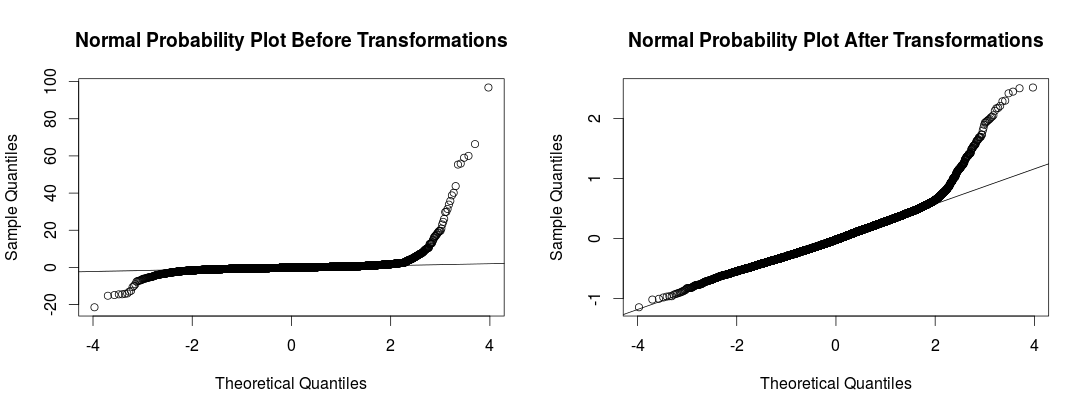 Normal Probability Plot Before Transformations
Sample Quantiles
100
80
60
40
20
0
-20
-4 -2 0 2 4
Theoretical Quantiles
Normal Probability Plot After Transformations
Sample Quantiles
2
1
0
-1
-4 -2 0 2 4
Theoretical Quantiles